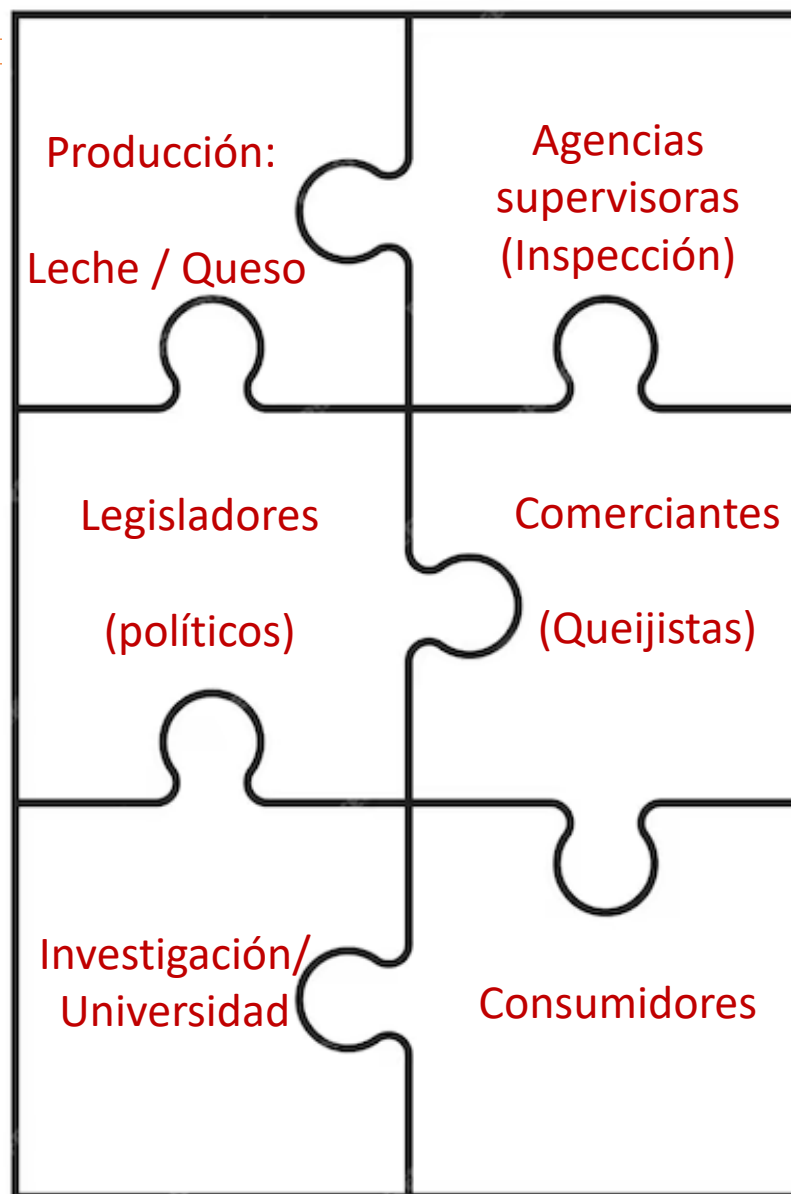 Producción:
Leche / Queso
Agencias
supervisoras
(Inspección)
Legisladores
(políticos)
Comerciantes
(Queijistas)
Investigación/
Universidad
Consumidores